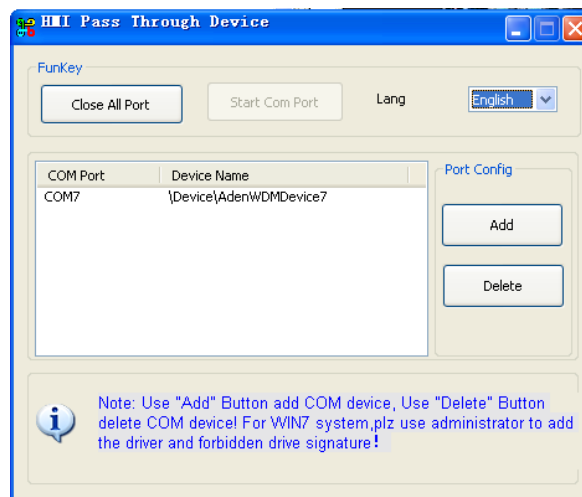 HMI Pass Through Device
FunKey
Close All Port
Start Com Port
Lang
English
COM Port Device Name
COM7 \Device\AdenWDMDevice7
Port Config
Add
Delete
Note: Use "Add" Button add COM device, Use "Delete" Button
delete COM device! For WIN7 system,plz use administrator to add
the driver and forbidden drive signature!